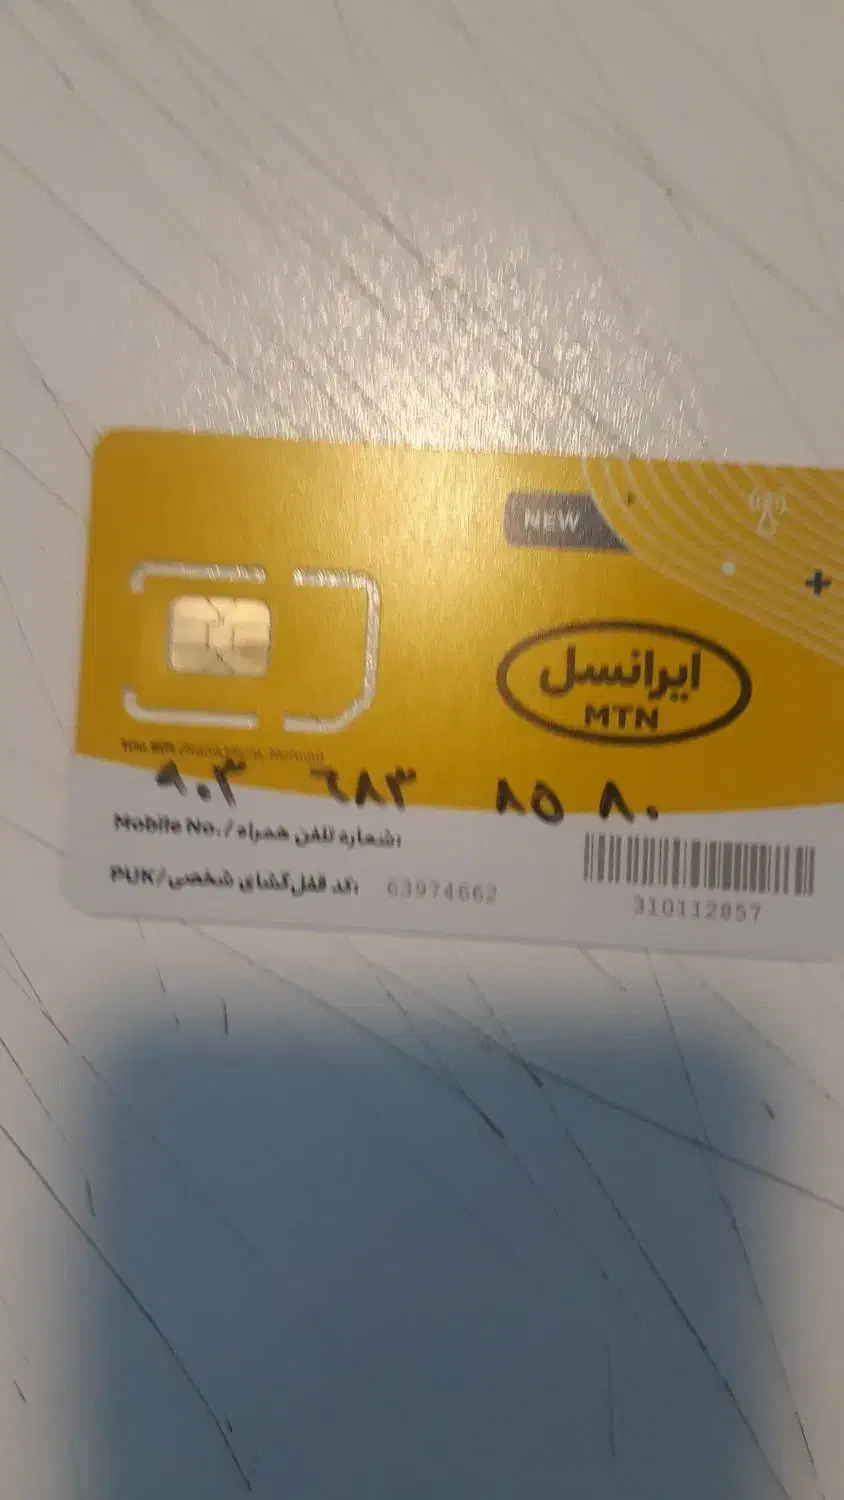 NEW
ایرانسل
MTN
۹۰۳ ۶۸۳ ۸۵ ۸۰
Mobile No./شماره تلفن همراه:
PUK/کد قفل‌گشای شخصی: 63974662
310112857